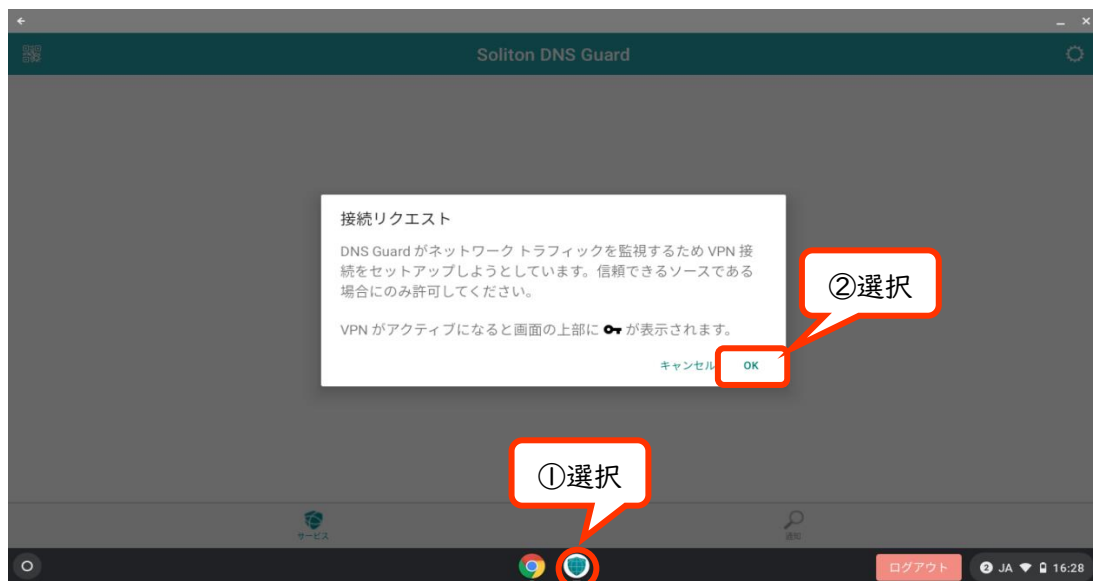 Soliton DNS Guard
接続リクエスト
DNS Guard がネットワーク トラフィックを監視するため VPN 接
続をセットアップしようとしています。信頼できるソースである
場合にのみ許可してください。
VPN がアクティブになると画面の上部に が表示されます。
キャンセル OK
②選択
①選択
サービス
通知
ログアウト
2 JA 16:28